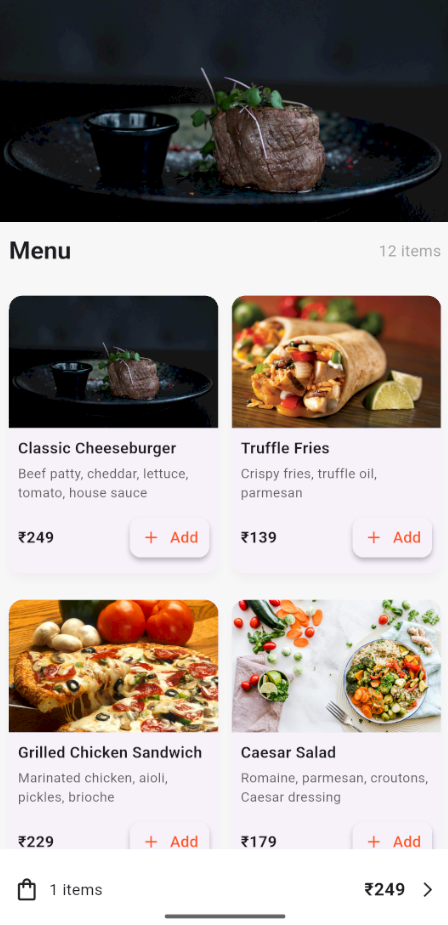 Menu
12 items
Classic Cheeseburger
Beef patty, cheddar, lettuce,
tomato, house sauce
₹249
+ Add
Truffle Fries
Crispy fries, truffle oil,
parmesan
₹139
+ Add
Grilled Chicken Sandwich
Marinated chicken, aioli,
pickles, brioche
₹229
+ Add
Caesar Salad
Romaine, parmesan, croutons,
Caesar dressing
₹179
+ Add
1 items
₹249